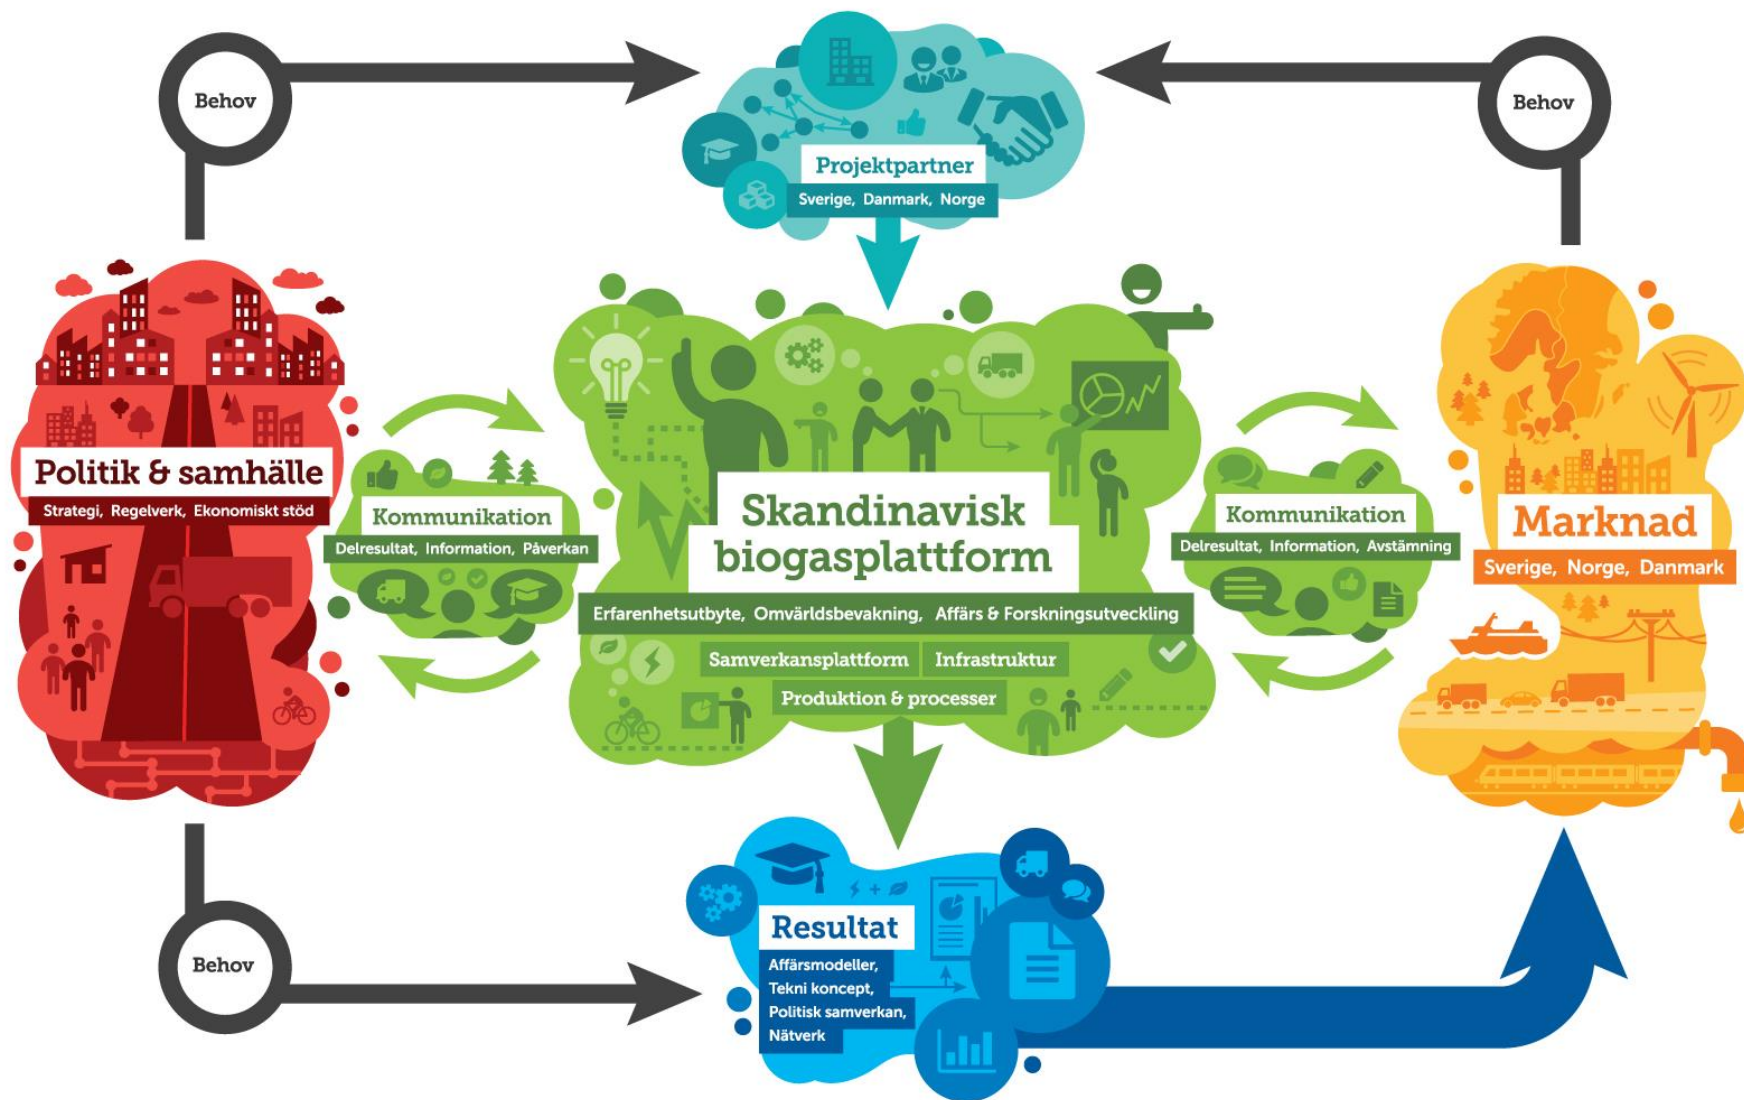 Behov
Behov
Projektpartner
Sverige, Danmark, Norge
Politik & samhälle
Strategi, Regelverk, Ekonomiskt stöd
Kommunikation
Delresultat, Information, Påverkan
Skandinavisk
biogasplattform
Erfarenhetsutbyte, Omvärldsbevakning, Affärs & Forskningsutveckling
Samverkansplattform
Infrastruktur
Produktion & processer
Kommunikation
Delresultat, Information, Avstämning
Marknad
Sverige, Norge, Danmark
Behov
Resultat
Affärsmodeller,
Tekni koncept,
Politisk samverkan,
Nätverk